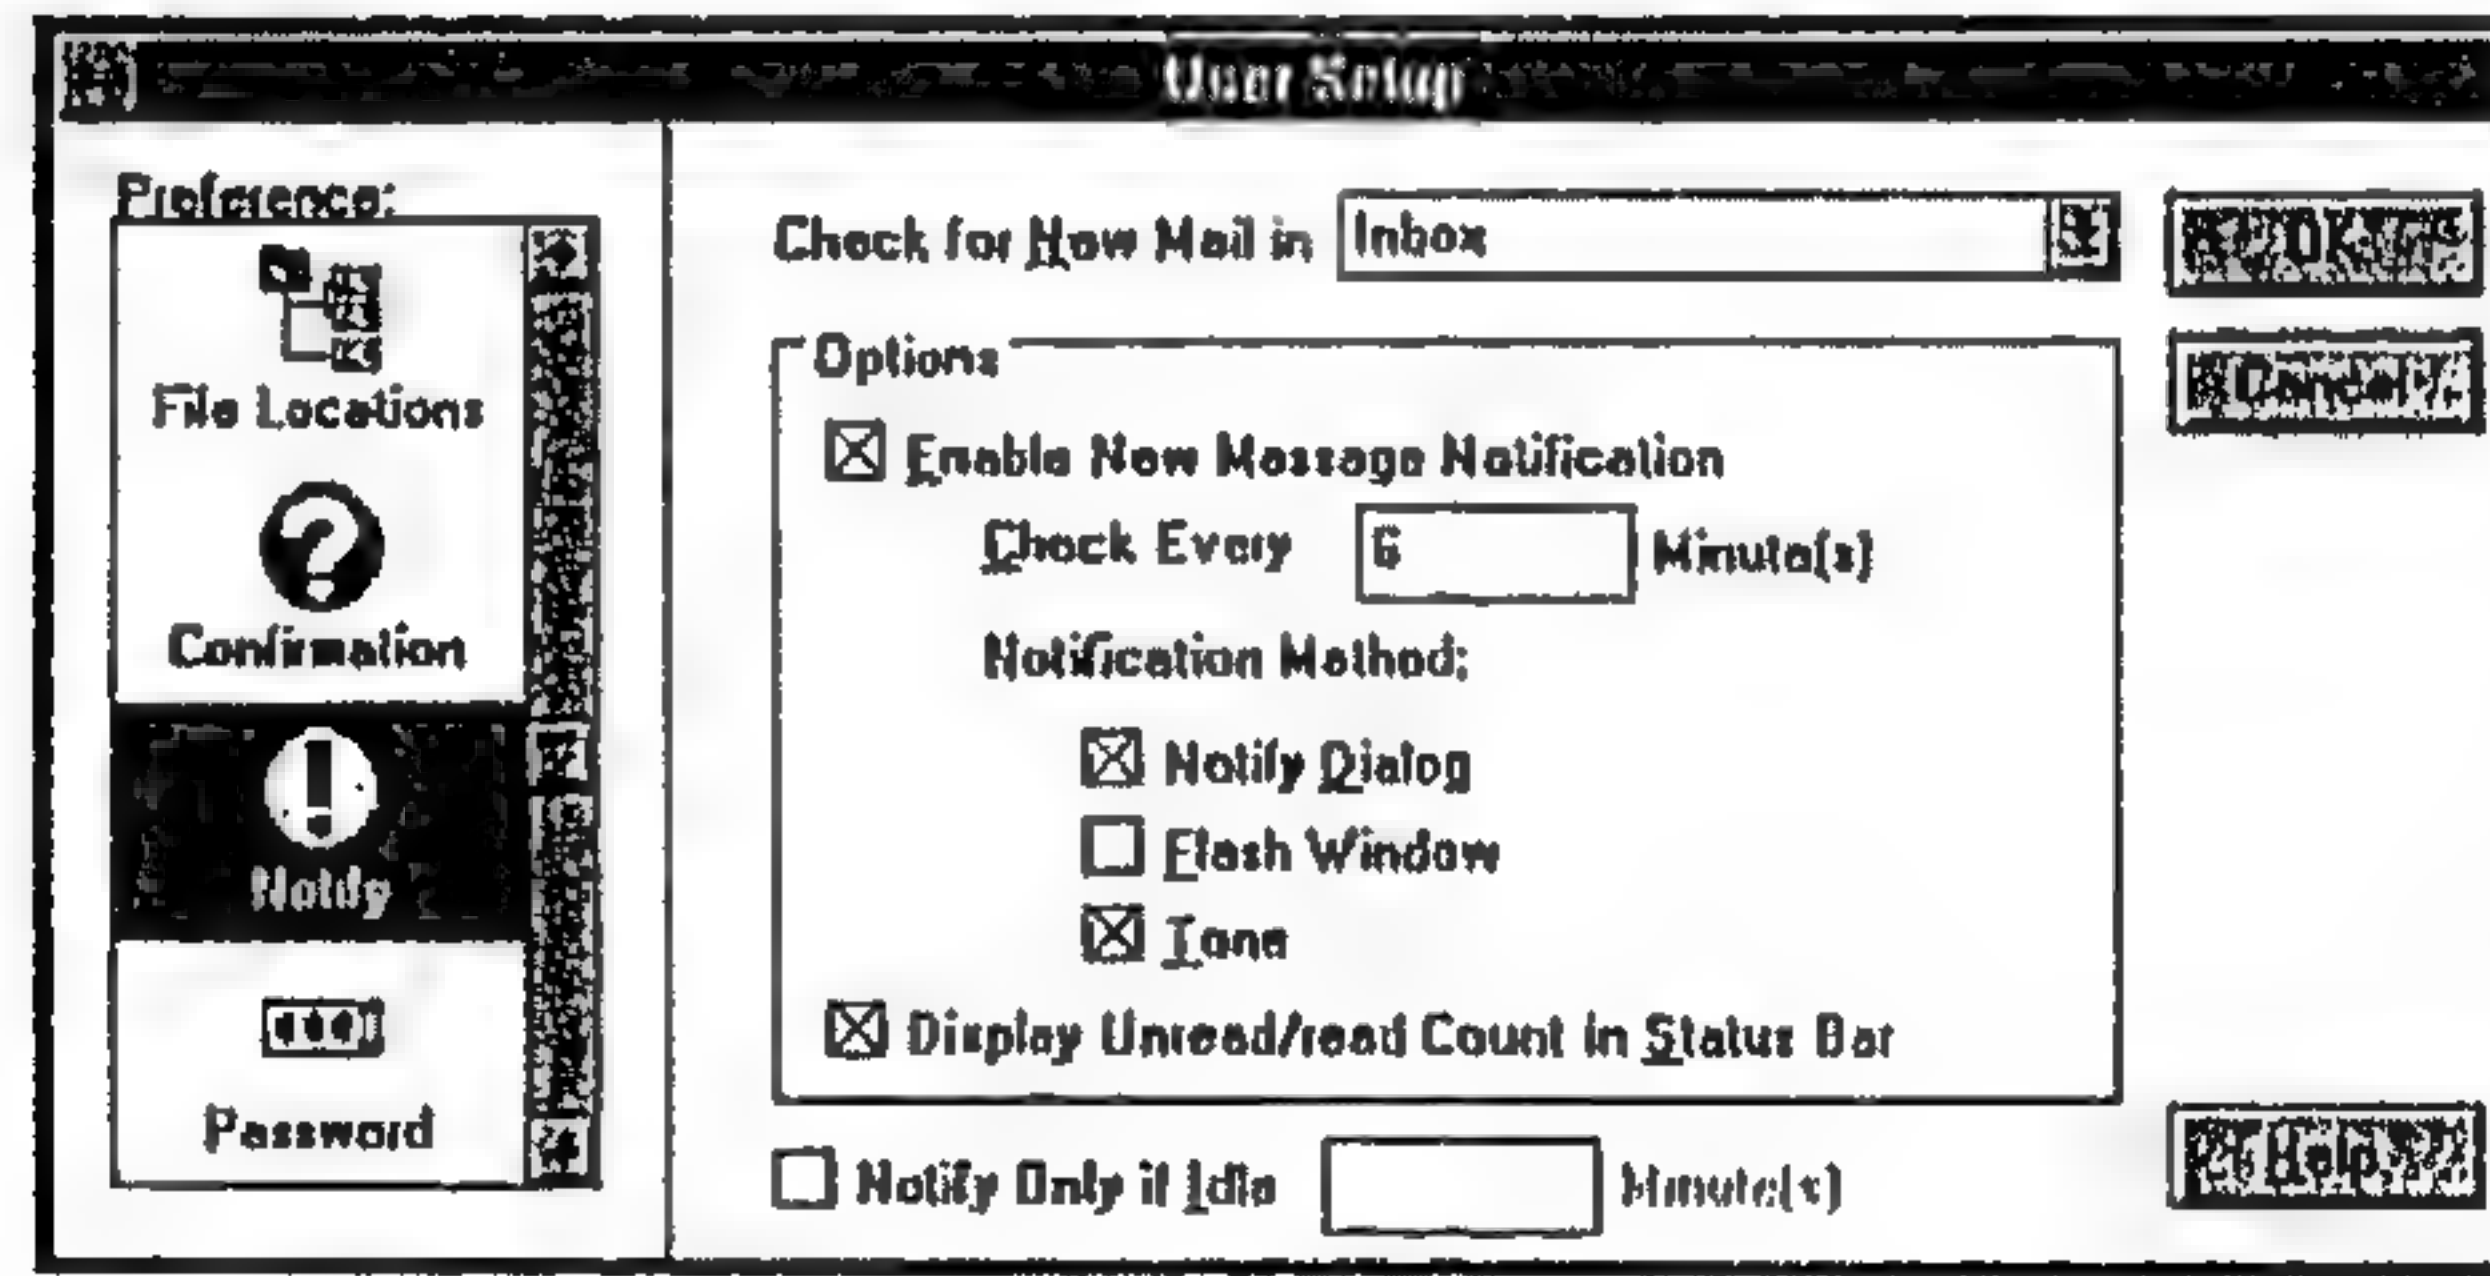 User Setup
Preference:
File Locations
Confirmation
Notify
Password
Check for New Mail in Inbox
Options
Enable New Message Notification
Check Every 6 Minute(s)
Notification Method:
Notify Dialog
Flash Window
Tone
Display Unread/read Count in Status Bar
Notify Only if Idle Minute(s)
OK
Cancel
Help